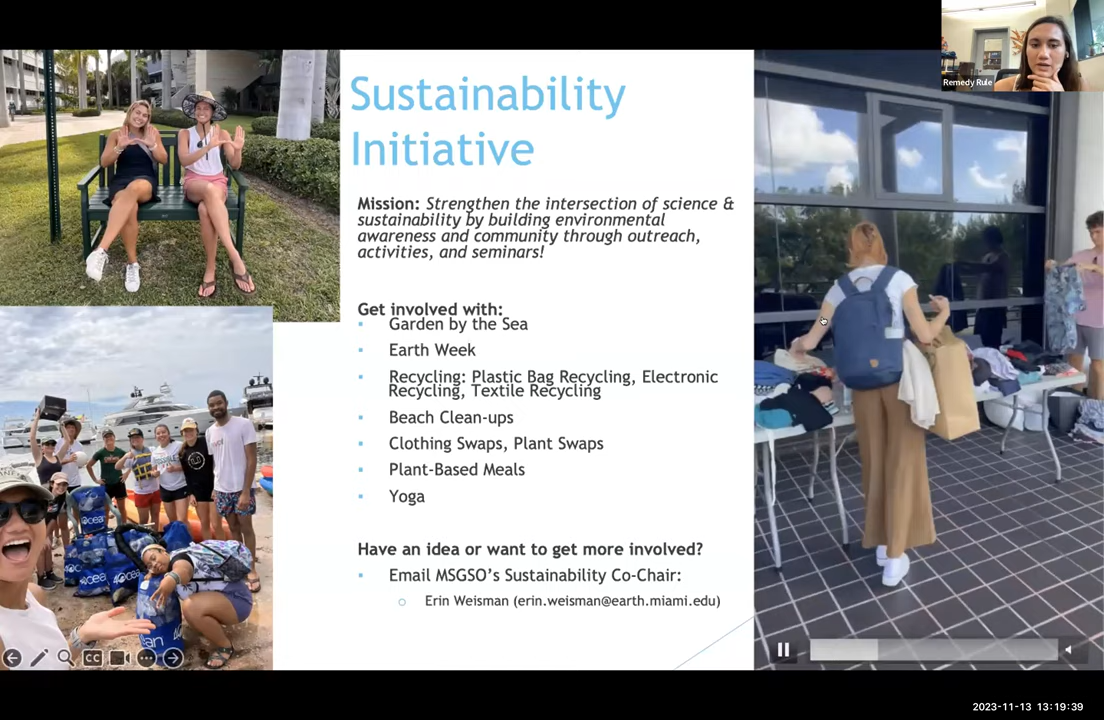 Remedy Rule
Sustainability
Initiative
Mission: Strengthen the intersection of science &
sustainability by building environmental
awareness and community through outreach,
activities, and seminars!
Get involved with:
▪ Garden by the Sea
▪ Earth Week
▪ Recycling: Plastic Bag Recycling, Electronic
Recycling, Textile Recycling
▪ Beach Clean-ups
▪ Clothing Swaps, Plant Swaps
▪ Plant-Based Meals
▪ Yoga
Have an idea or want to get more involved?
▪ Email MSGSO’s Sustainability Co-Chair:
○ Erin Weisman (erin.weisman@earth.miami.edu)
4ocean
4ocean
CC
2023-11-13 13:19:39